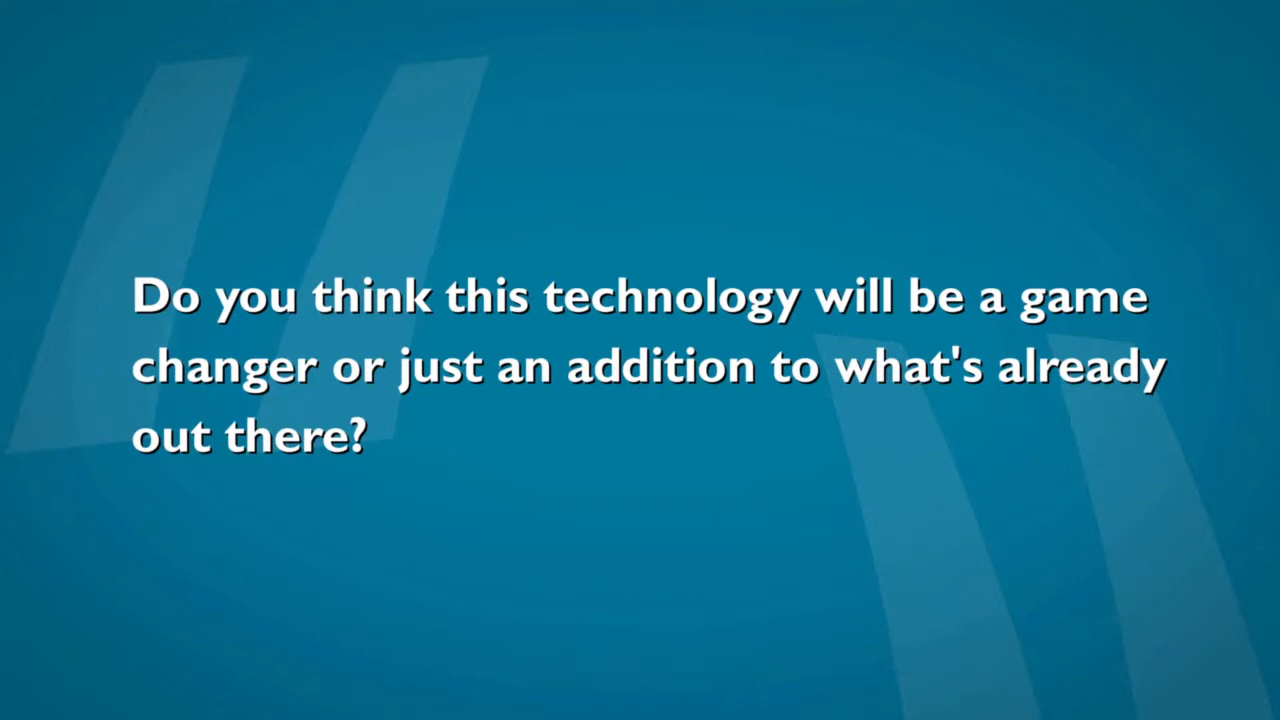 Do you think this technology will be a game
changer or just an addition to what's already
out there?